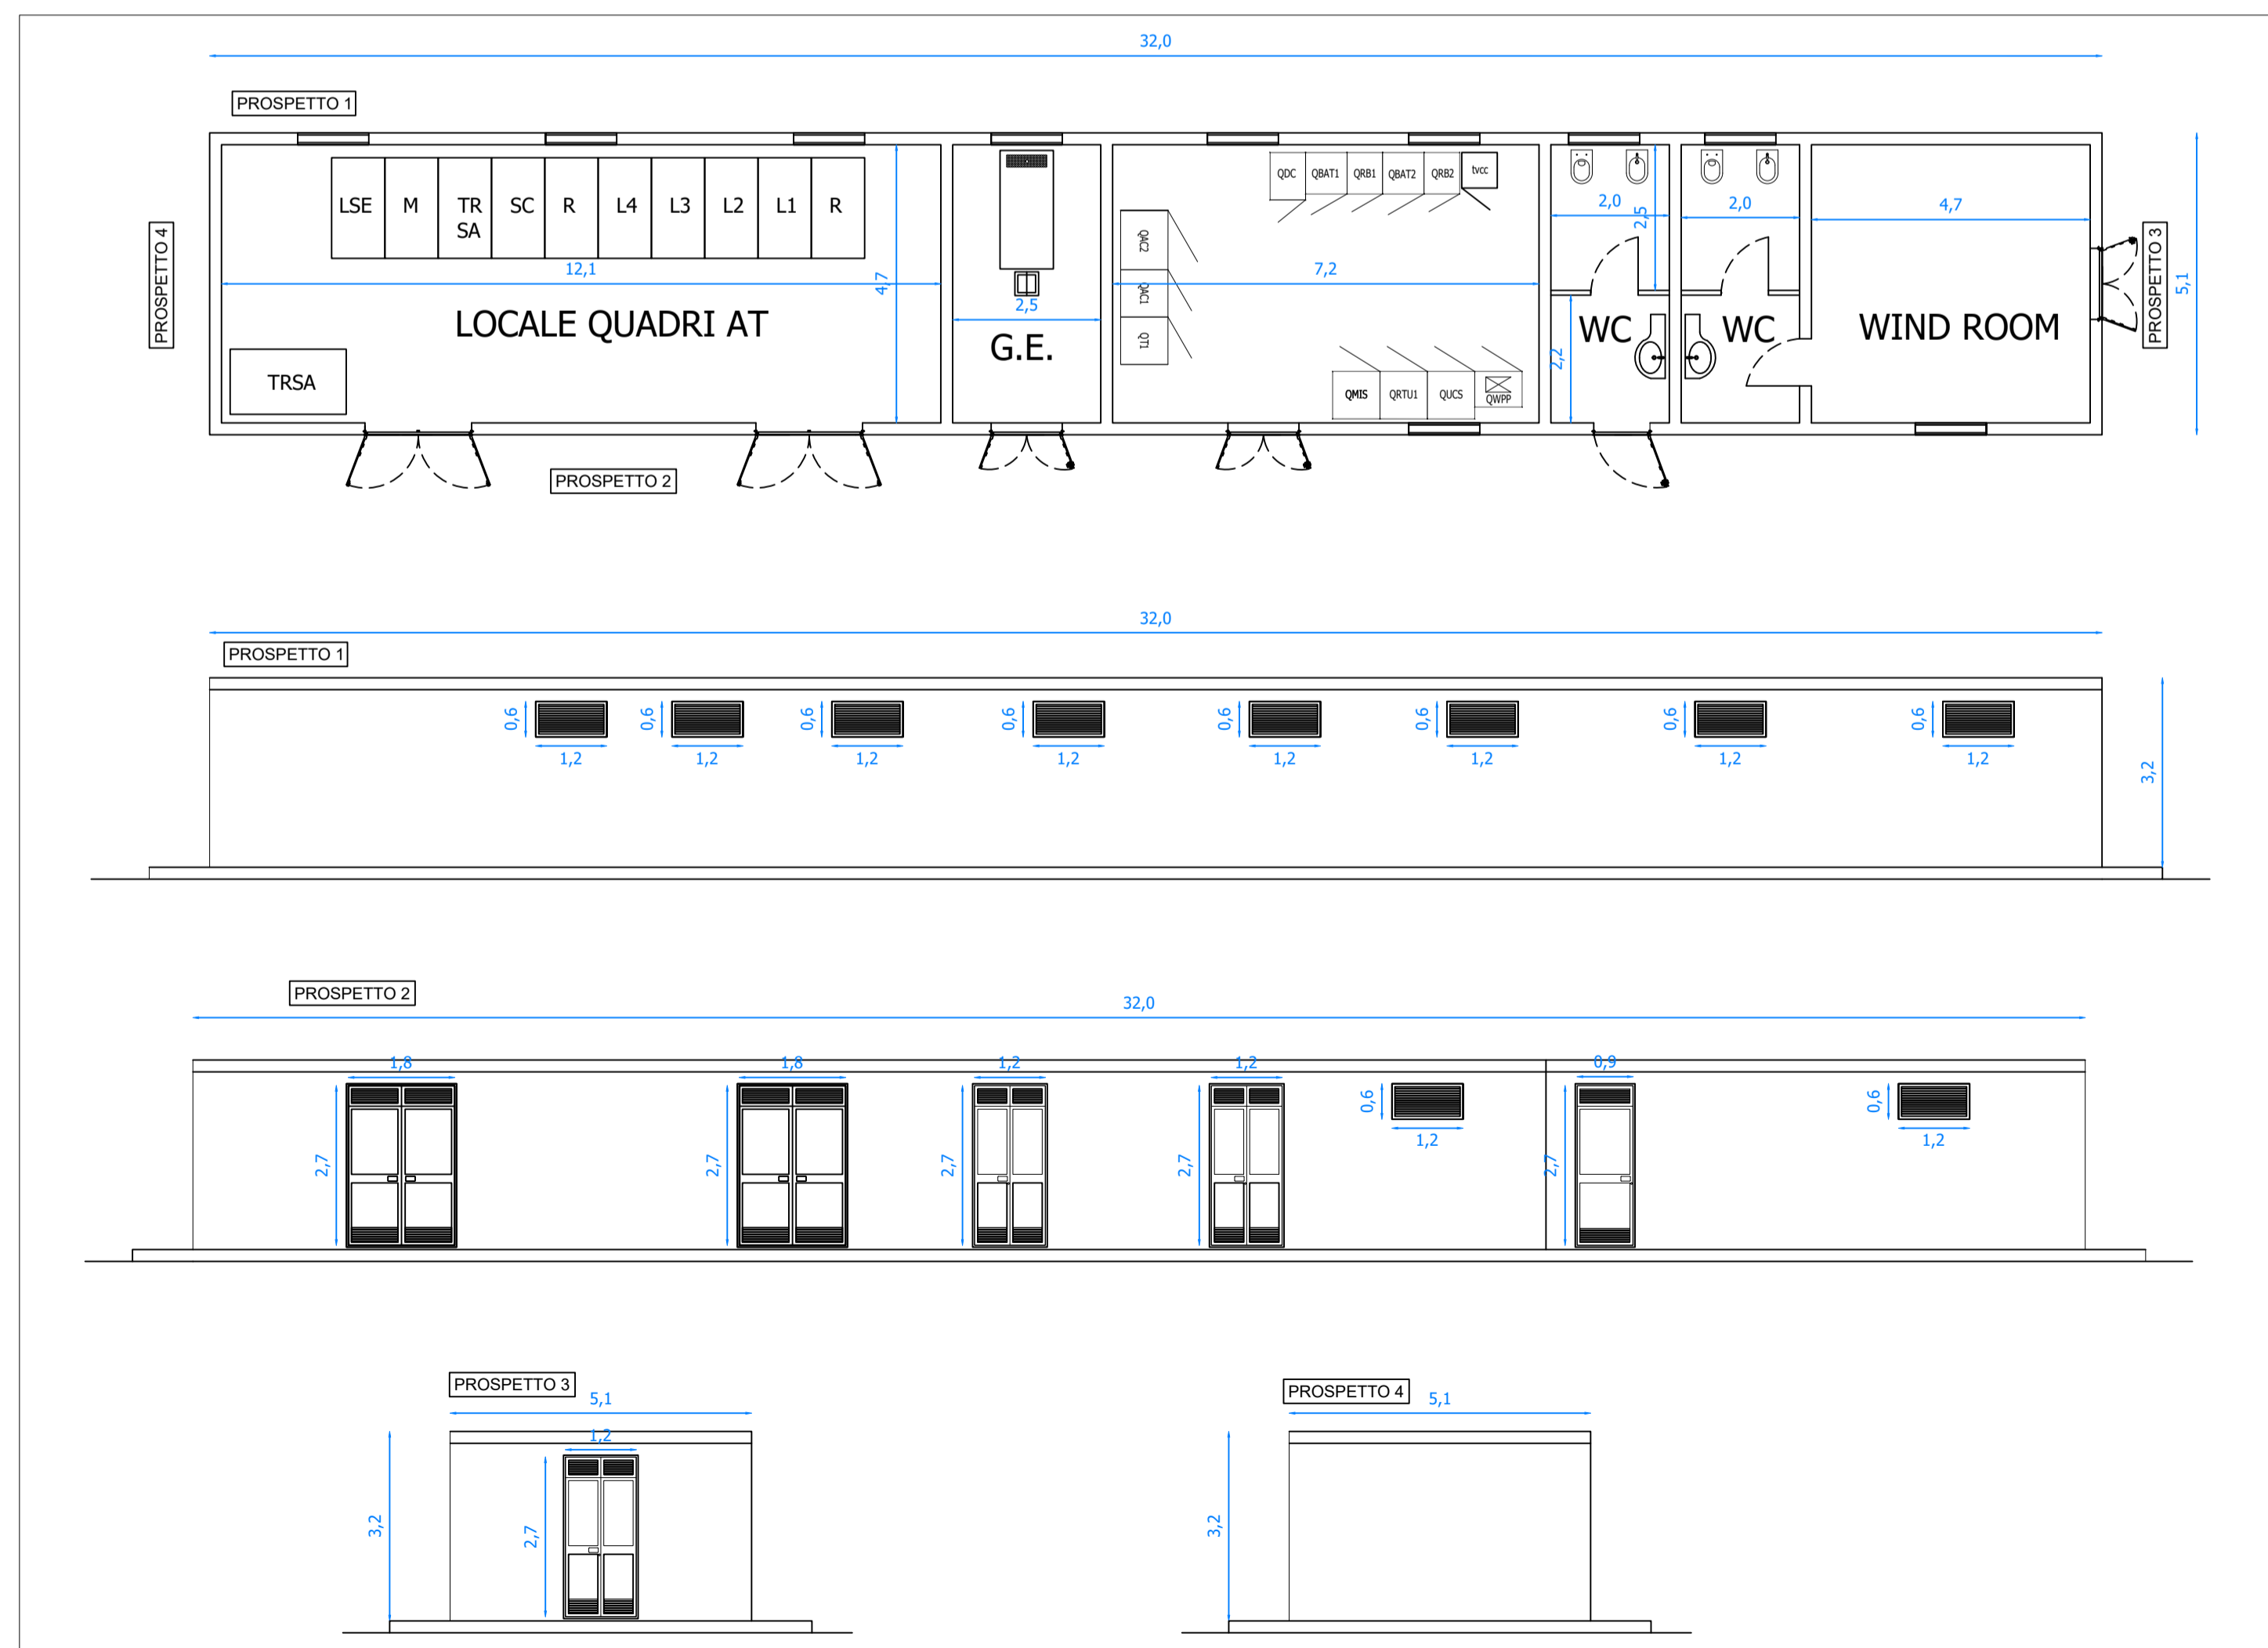 32,0
PROSPETTO 1
LSE
M
TR
SA
SC
R
L4
L3
L2
L1
R
12,1
4,7
LOCALE QUADRI AT
TRSA
PROSPETTO 4
2,5
G.E.
QDC
QBAT1
QRB1
QBAT2
QRB2
tvcc
QAC2
QAC1
QT1
7,2
QMIS
QRTU1
QUCS
QWPP
2,0
2,5
2,2
WC
2,0
WC
4,7
WIND ROOM
PROSPETTO 3
5,1
PROSPETTO 2
32,0
PROSPETTO 1
0,6
1,2
0,6
1,2
0,6
1,2
0,6
1,2
0,6
1,2
0,6
1,2
0,6
1,2
0,6
1,2
3,2
PROSPETTO 2
32,0
1,8
2,7
1,8
2,7
1,2
2,7
1,2
2,7
0,6
1,2
0,9
2,7
0,6
1,2
PROSPETTO 3
5,1
1,2
3,2
2,7
PROSPETTO 4
5,1
3,2